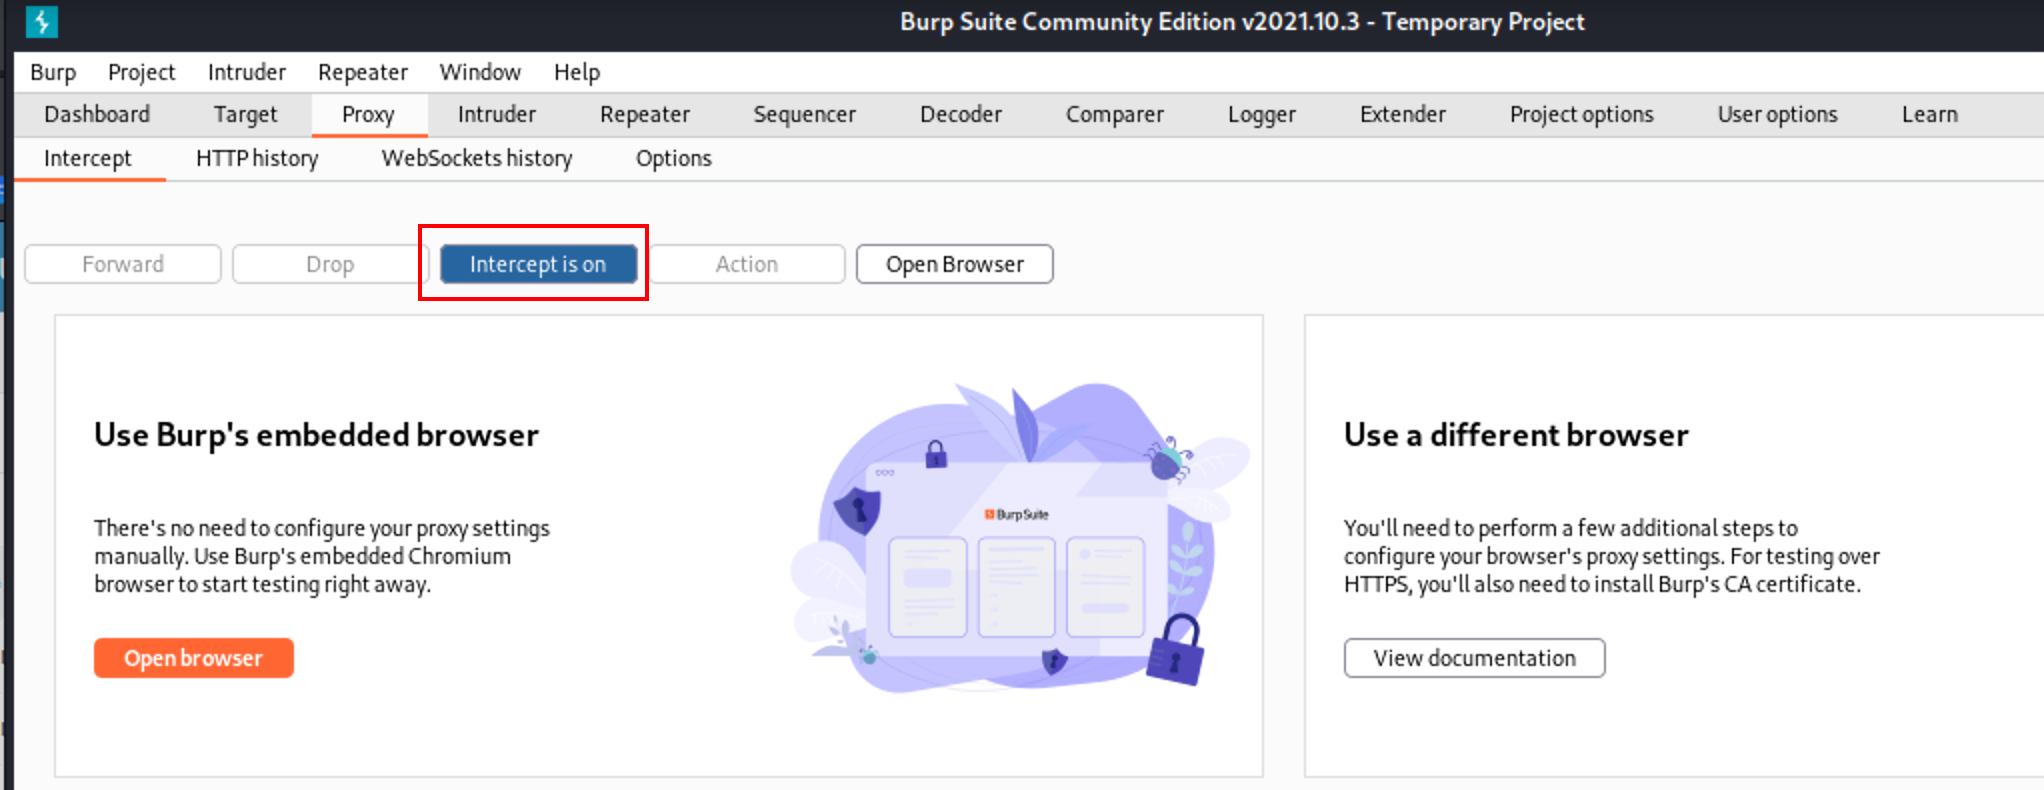 Burp Suite Community Edition v2021.10.3 - Temporary Project
Burp Project Intruder Repeater Window Help
Dashboard Target Proxy Intruder Repeater Sequencer Decoder Comparer Logger Extender Project options User options Learn
Intercept HTTP history WebSockets history Options
Forward Drop Intercept is on Action Open Browser
Use Burp's embedded browser
There's no need to configure your proxy settings
manually. Use Burp's embedded Chromium
browser to start testing right away.
Open browser
BurpSuite
Use a different browser
You'll need to perform a few additional steps to
configure your browser's proxy settings. For testing over
HTTPS, you'll also need to install Burp's CA certificate.
View documentation